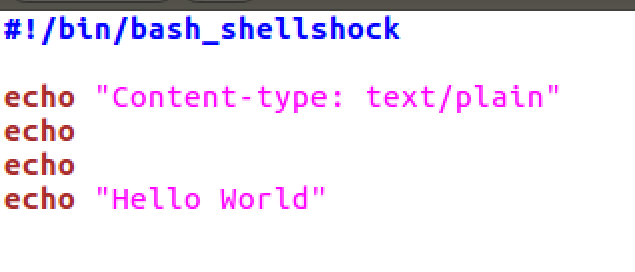 #!/bin/bash_shellshock
echo "Content-type: text/plain"
echo
echo
echo "Hello World"